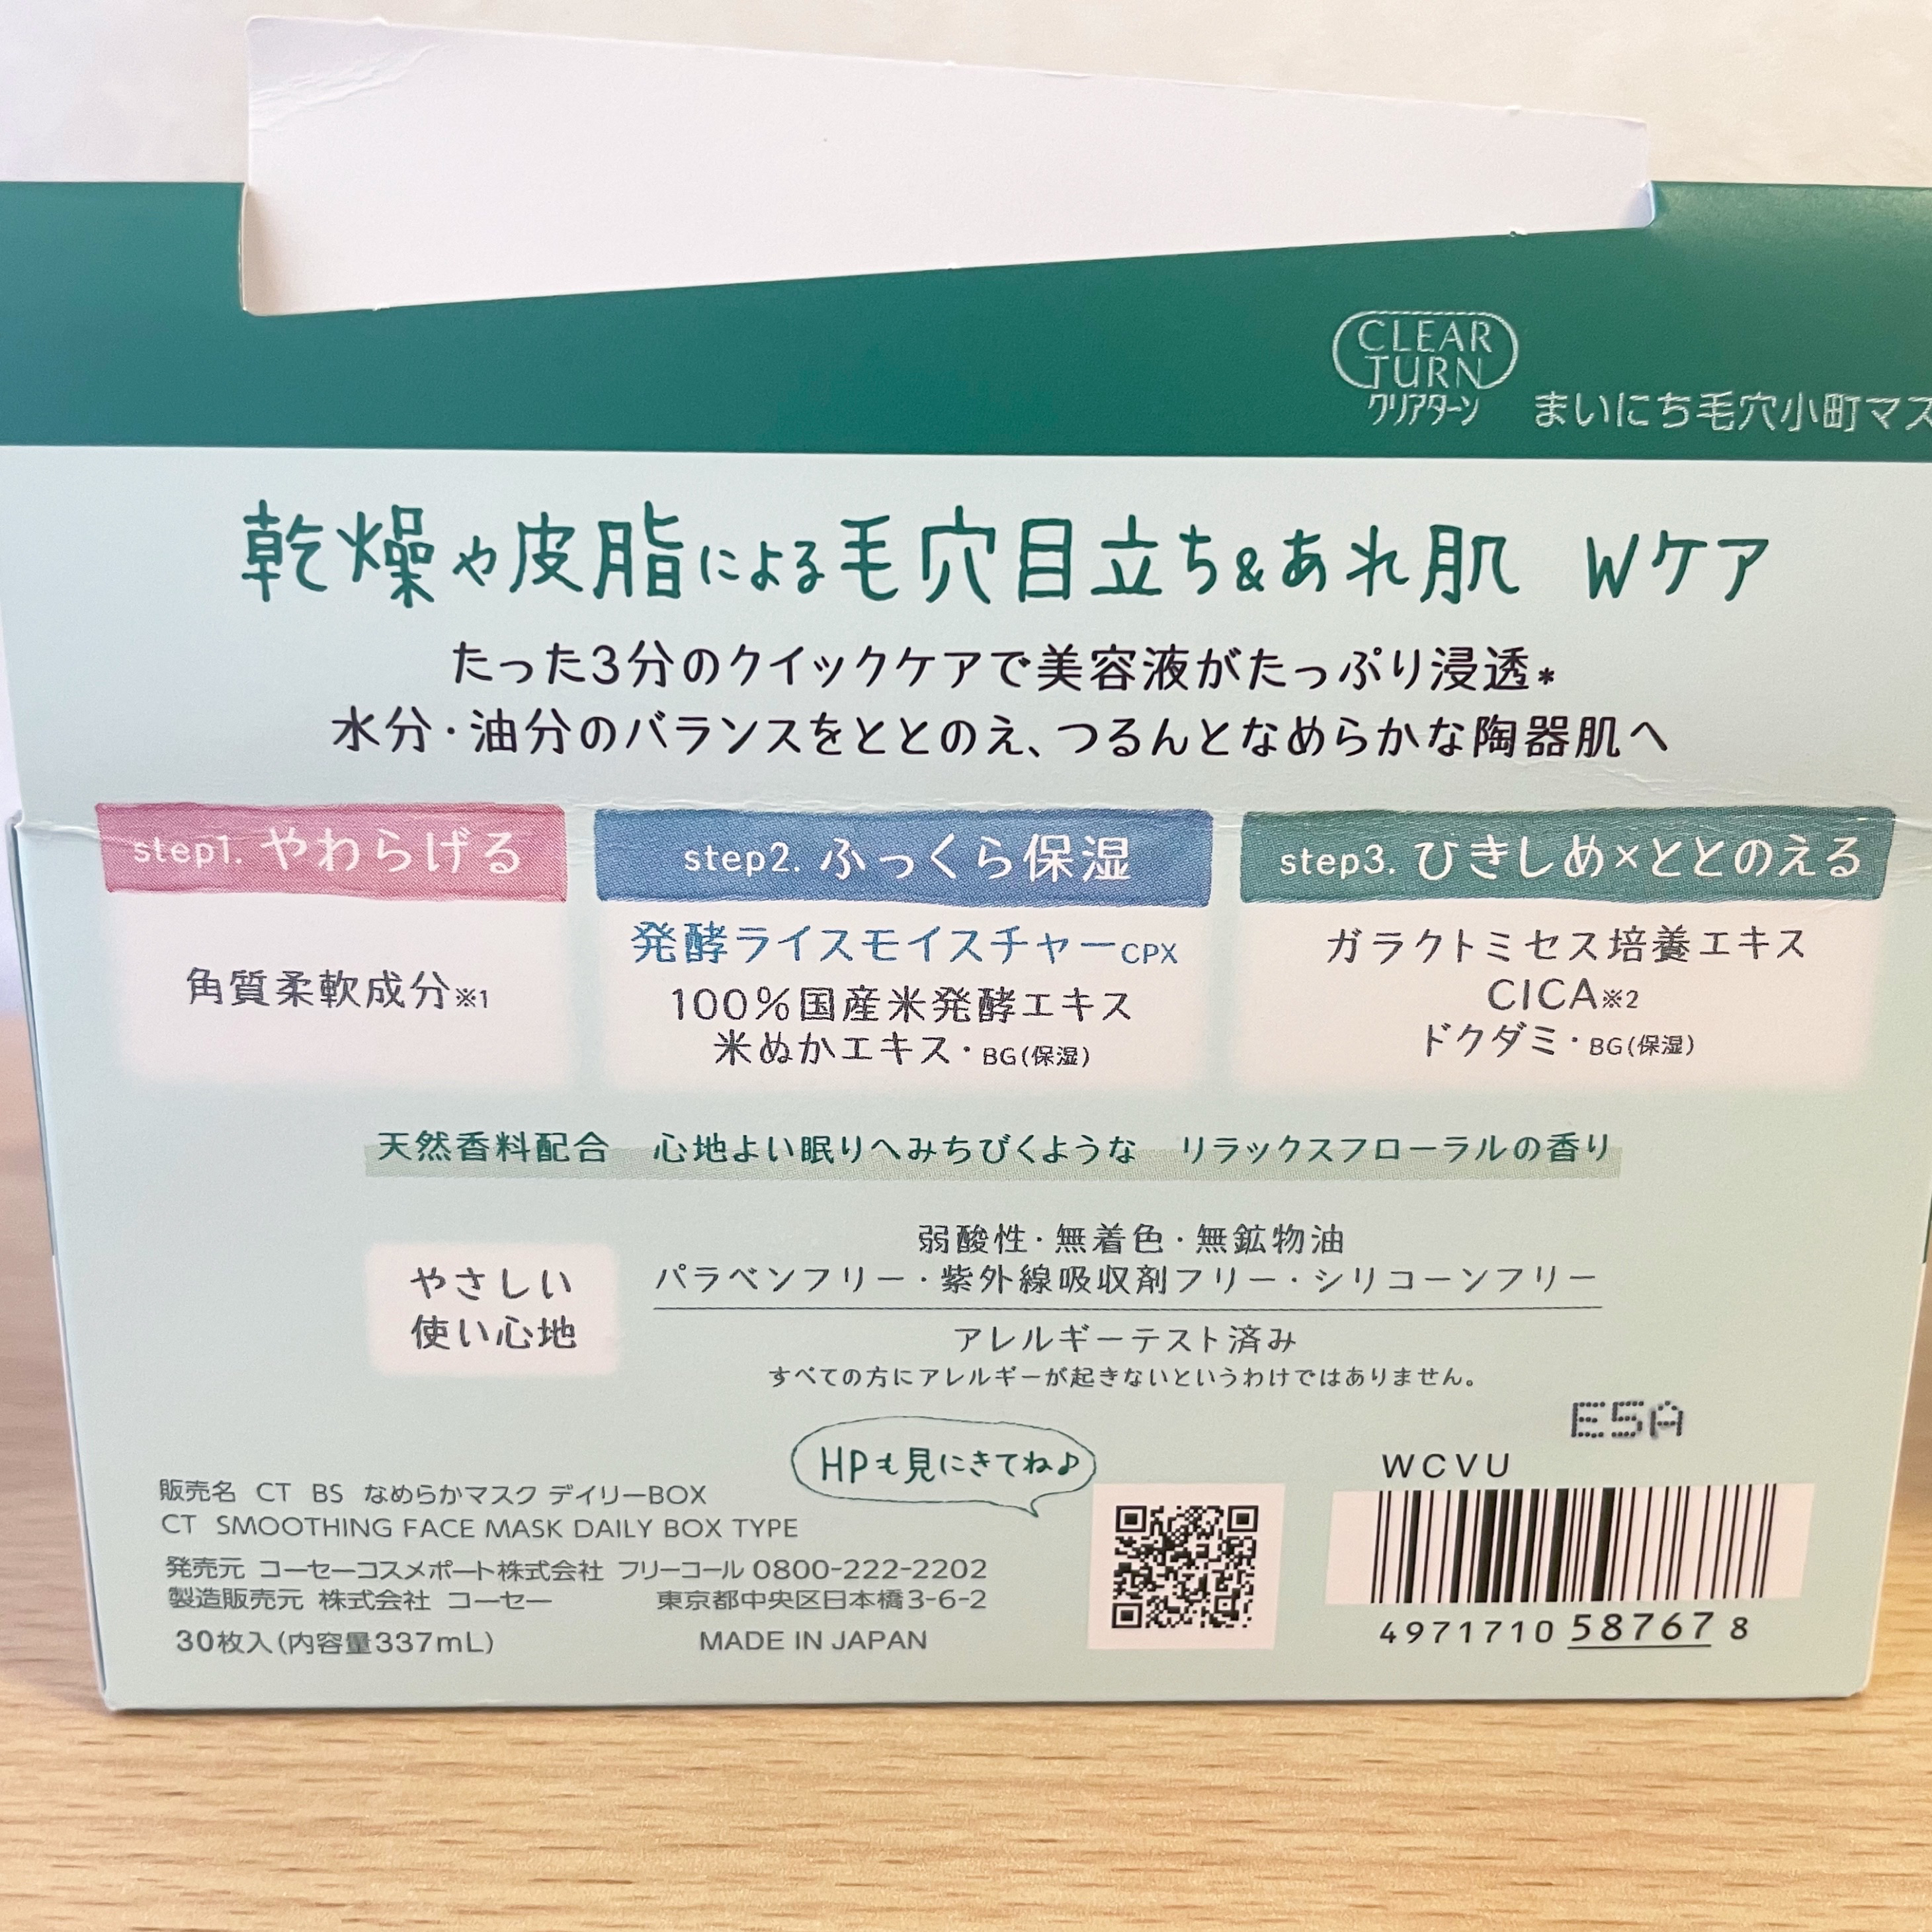 CLEAR
TURN
クリアターン
まいにち毛穴小町マス
乾燥や皮脂による毛穴目立ち&あれ肌 Wケア
たった3分のクイックケアで美容液がたっぷり浸透*
水分・油分のバランスをととのえ、つるんとなめらかな陶器肌へ
step1. やわらげる
角質柔軟成分※1
step2. ふっくら保湿
発酵ライスモイスチャーCPX
100%国産米発酵エキス
米ぬかエキス・BG(保湿)
step3. ひきしめ×ととのえる
ガラクトミセス培養エキス
CICA※2
ドクダミ・BG(保湿)
天然香料配合 心地よい眠りへみちびくような リラックスフローラルの香り
やさしい
使い心地
弱酸性・無着色・無鉱物油
パラベンフリー・紫外線吸収剤フリー・シリコーンフリー
アレルギーテスト済み
すべての方にアレルギーが起きないというわけではありません。
HPも見にきてね♪
E5A
WCVU
4971710 58767 8
販売名 CT BS なめらかマスク デイリーBOX
CT SMOOTHING FACE MASK DAILY BOX TYPE
発売元 コーセーコスメポート株式会社 フリーコール 0800-222-2202
製造販売元 株式会社 コーセー 東京都中央区日本橋3-6-2
30枚入(内容量337mL) MADE IN JAPAN